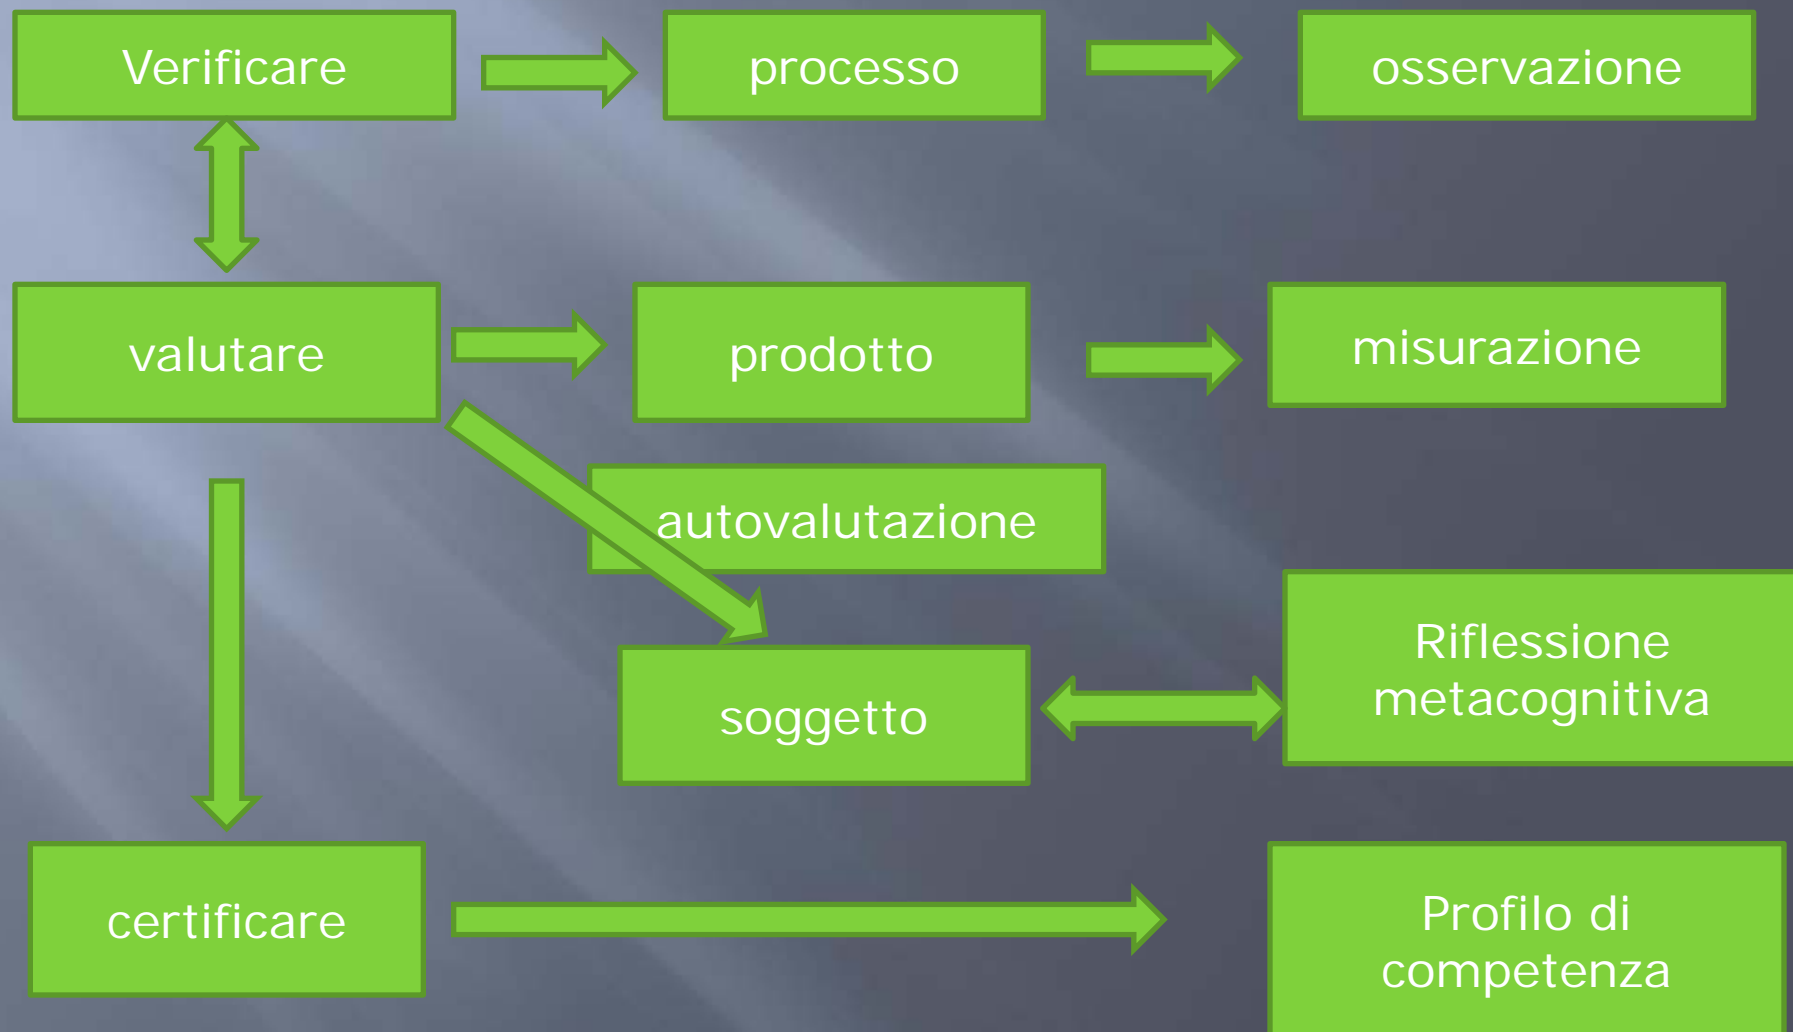 Verificare
processo
osservazione
valutare
prodotto
misurazione
autovalutazione
soggetto
Riflessione
metacognitiva
certificare
Profilo di
competenza